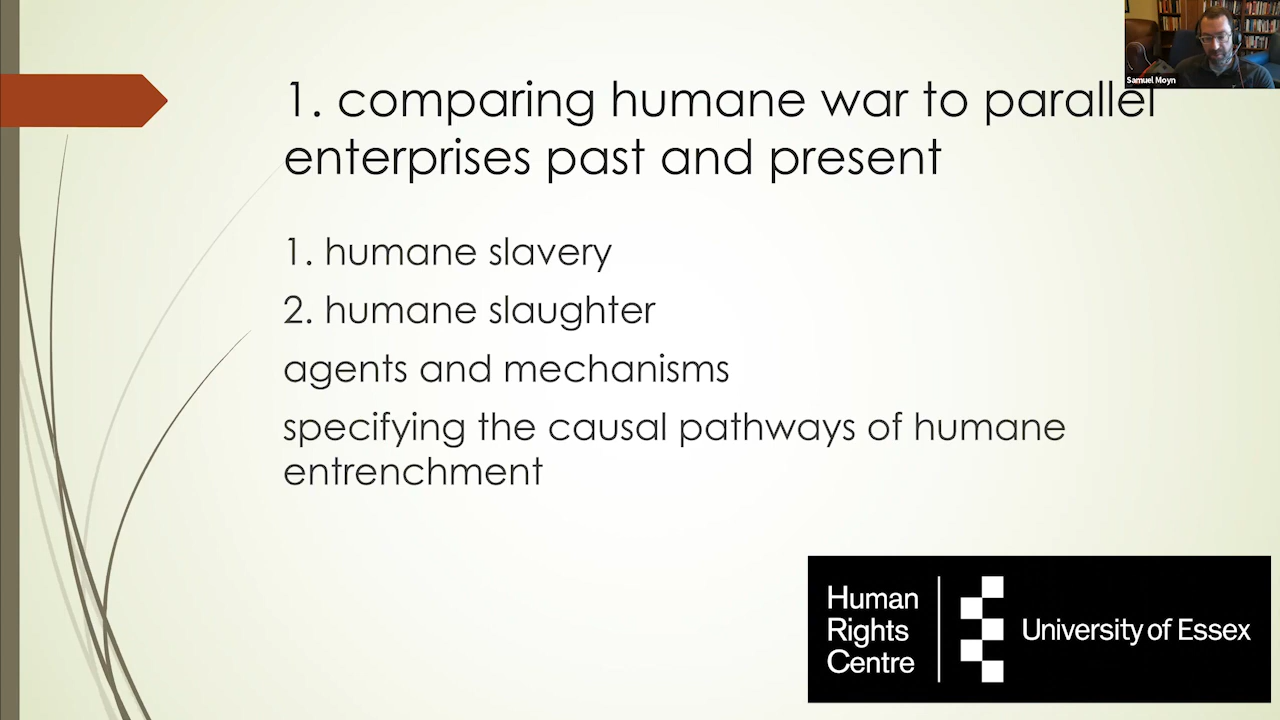 Samuel Moyn
1. comparing humane war to parallel
enterprises past and present
1. humane slavery
2. humane slaughter
agents and mechanisms
specifying the causal pathways of humane
entrenchment
Human
Rights
Centre
University of Essex